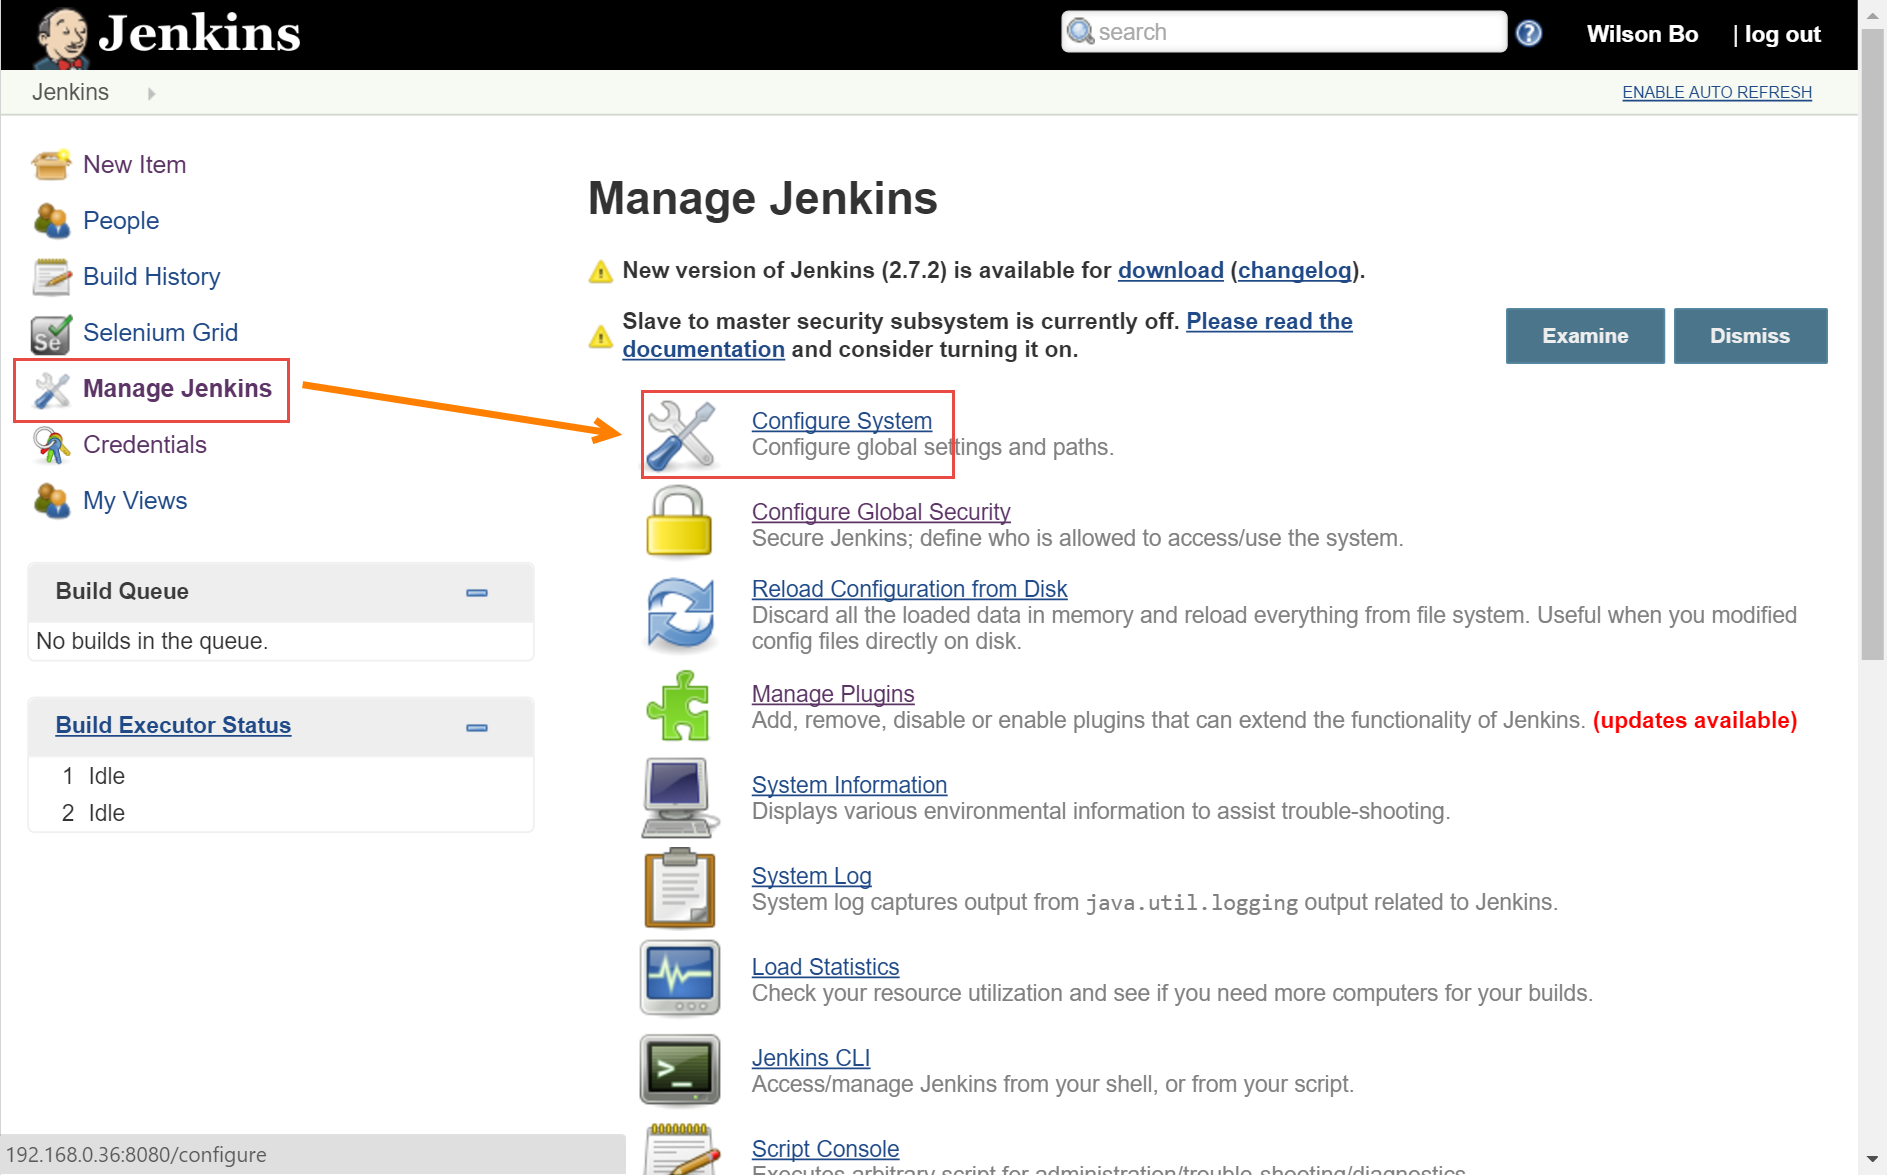 Jenkins
search
Wilson Bo | log out
Jenkins
ENABLE AUTO REFRESH
New Item
People
Build History
Selenium Grid
Manage Jenkins
Credentials
My Views
Build Queue
No builds in the queue.
Build Executor Status
1 Idle
2 Idle
Manage Jenkins
New version of Jenkins (2.7.2) is available for download (changelog).
Slave to master security subsystem is currently off. Please read the
documentation and consider turning it on.
Examine
Dismiss
Configure System
Configure global settings and paths.
Configure Global Security
Secure Jenkins; define who is allowed to access/use the system.
Reload Configuration from Disk
Discard all the loaded data in memory and reload everything from file system. Useful when you modified
config files directly on disk.
Manage Plugins
Add, remove, disable or enable plugins that can extend the functionality of Jenkins. (updates available)
System Information
Displays various environmental information to assist trouble-shooting.
System Log
System log captures output from java.util.logging output related to Jenkins.
Load Statistics
Check your resource utilization and see if you need more computers for your builds.
Jenkins CLI
Access/manage Jenkins from your shell, or from your script.
Script Console
Executes arbitrary script for administration/trouble-shooting/diagnostics.
192.168.0.36:8080/configure